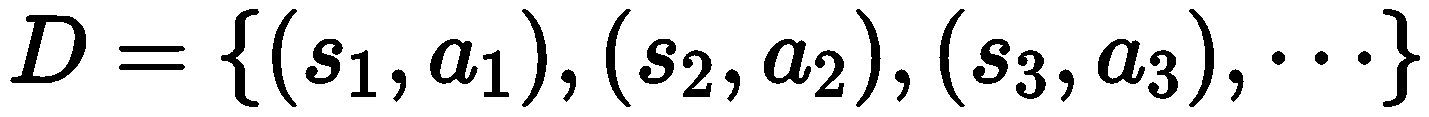 D = {(s₁, a₁), (s₂, a₂), (s₃, a₃), ⋯}